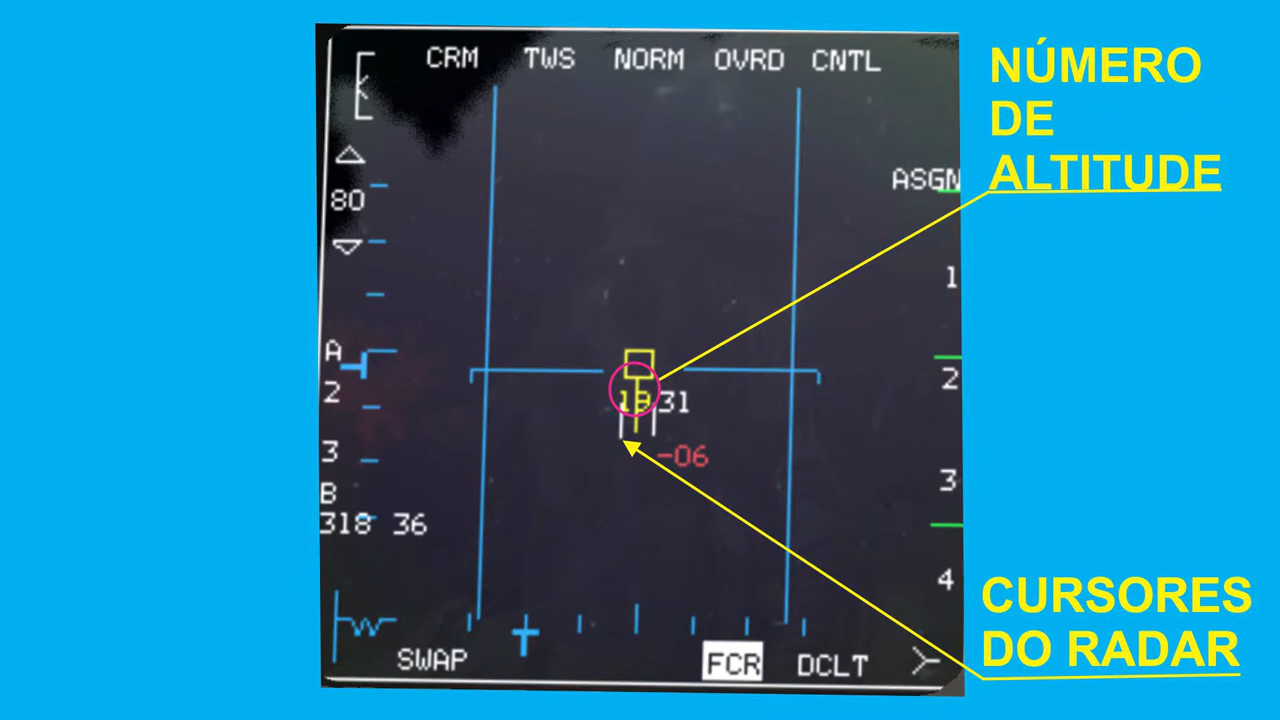 CRM TWS NORM OVRD CNTL
NÚMERO
DE
ALTITUDE
80
ASGN
1
A
2
2
19 31
3
-06
3
B
318 36
4
CURSORES
DO RADAR
SWAP FCR DCLT